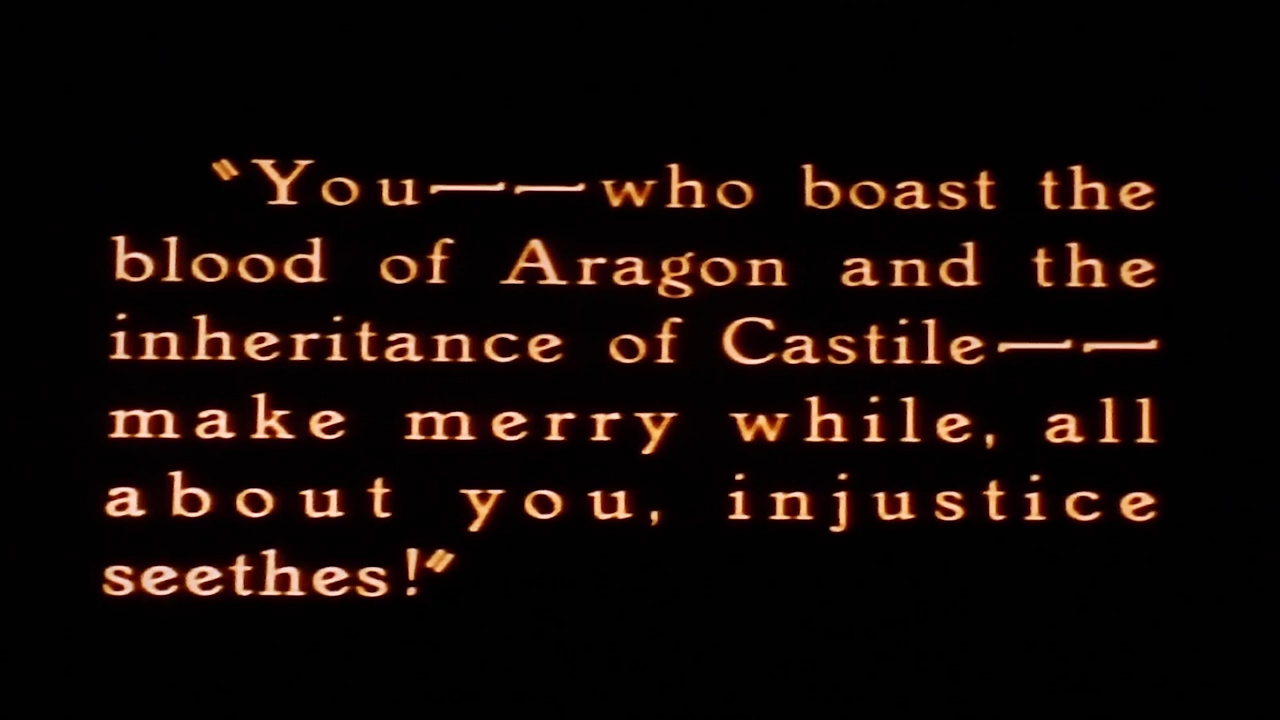 "You——who boast the
blood of Aragon and the
inheritance of Castile——
make merry while, all
about you, injustice
seethes!"